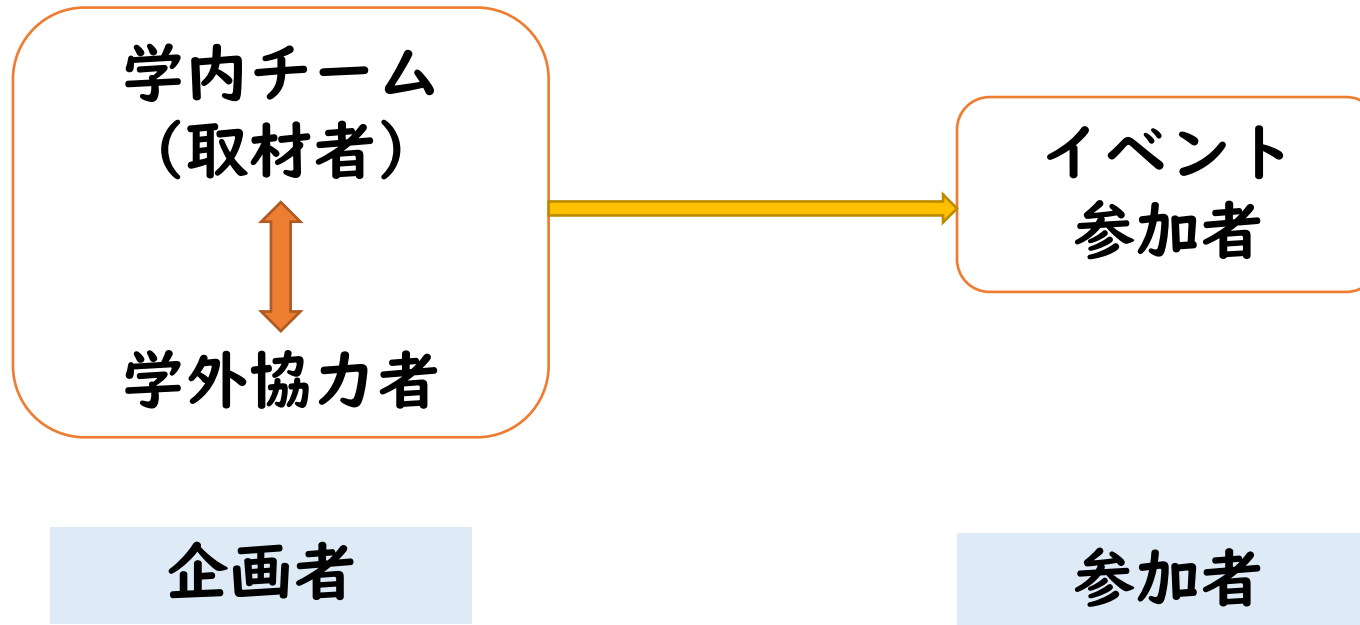 学内チーム
（取材者）
学外協力者
イベント
参加者
企画者
参加者